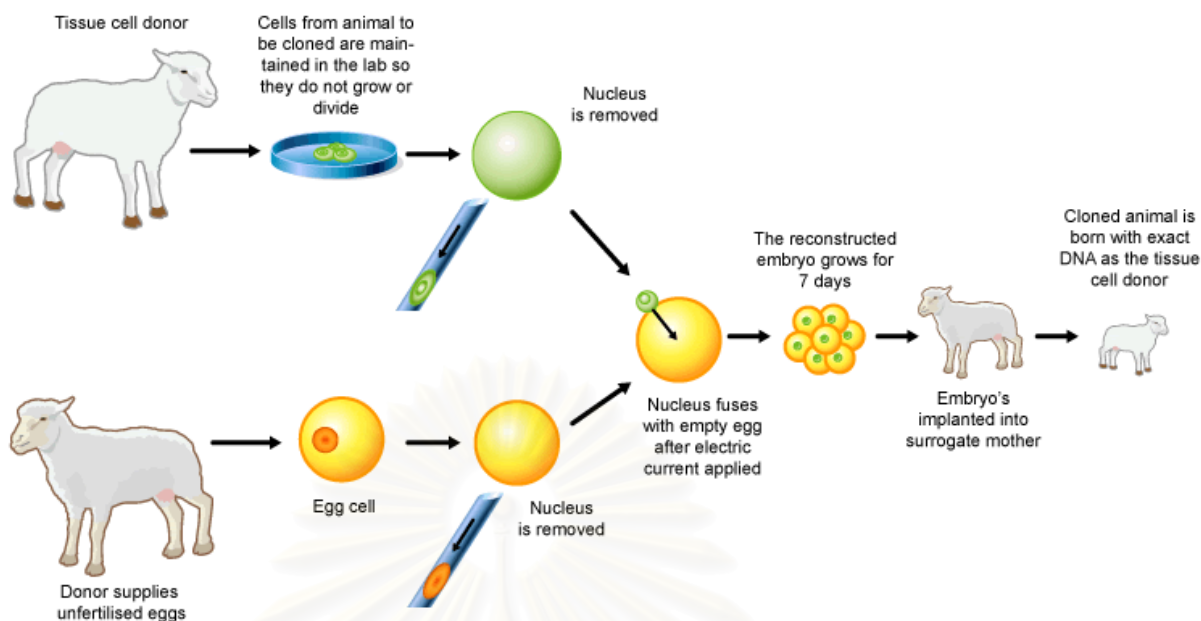 Tissue cell donor
Cells from animal to
be cloned are main-
tained in the lab so
they do not grow or
divide
Nucleus
is removed
Cloned animal is
born with exact
DNA as the tissue
cell donor
The reconstructed
embryo grows for
7 days
Nucleus fuses
with empty egg
after electric
current applied
Embryo's
implanted into
surrogate mother
Egg cell
Nucleus
is removed
Donor supplies
unfertilised eggs